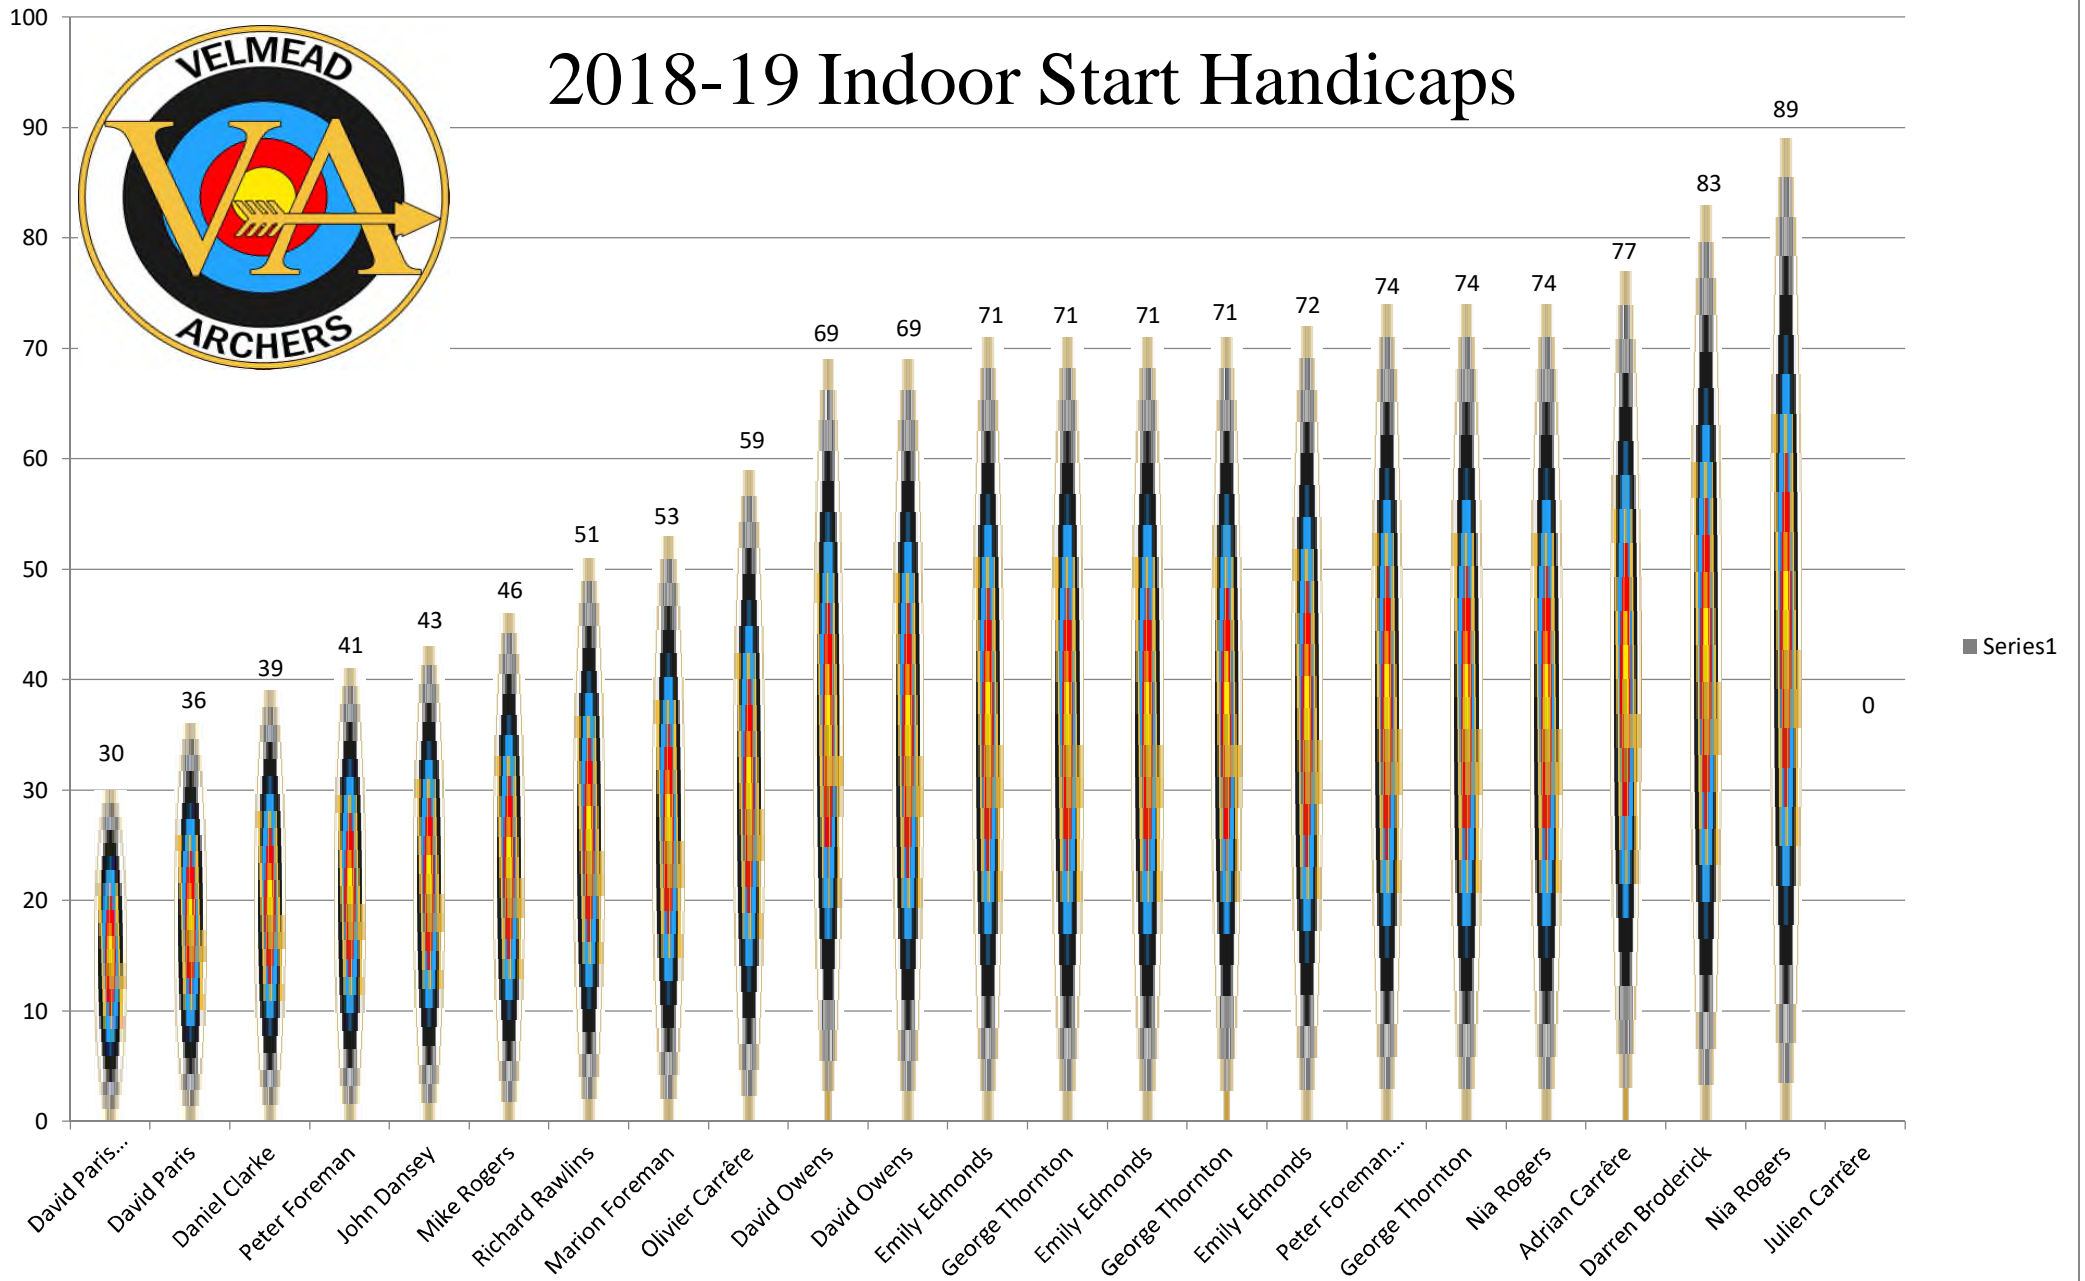 VELMEAD
ARCHERS
VA
2018-19 Indoor Start Handicaps
100
90
80
70
60
50
40
30
20
10
0
30
36
39
41
43
46
51
53
59
69
69
71
71
71
71
72
74
74
74
77
83
89
0
David Paris...
David Paris
Daniel Clarke
Peter Foreman
John Dansey
Mike Rogers
Richard Rawlins
Marion Foreman
Olivier Carrêre
David Owens
David Owens
Emily Edmonds
George Thornton
Emily Edmonds
George Thornton
Emily Edmonds
Peter Foreman...
George Thornton
Nia Rogers
Adrian Carrêre
Darren Broderick
Nia Rogers
Julien Carrêre
Series1